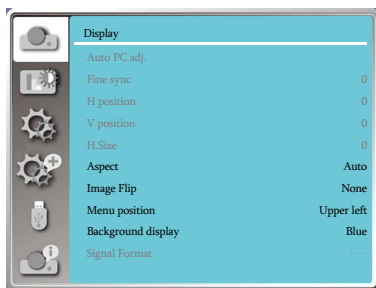 Display
Auto PC adj.
Fine sync 0
H position 0
V position 0
H.Size 0
Aspect Auto
Image Flip None
Menu position Upper left
Background display Blue
Signal Format ···